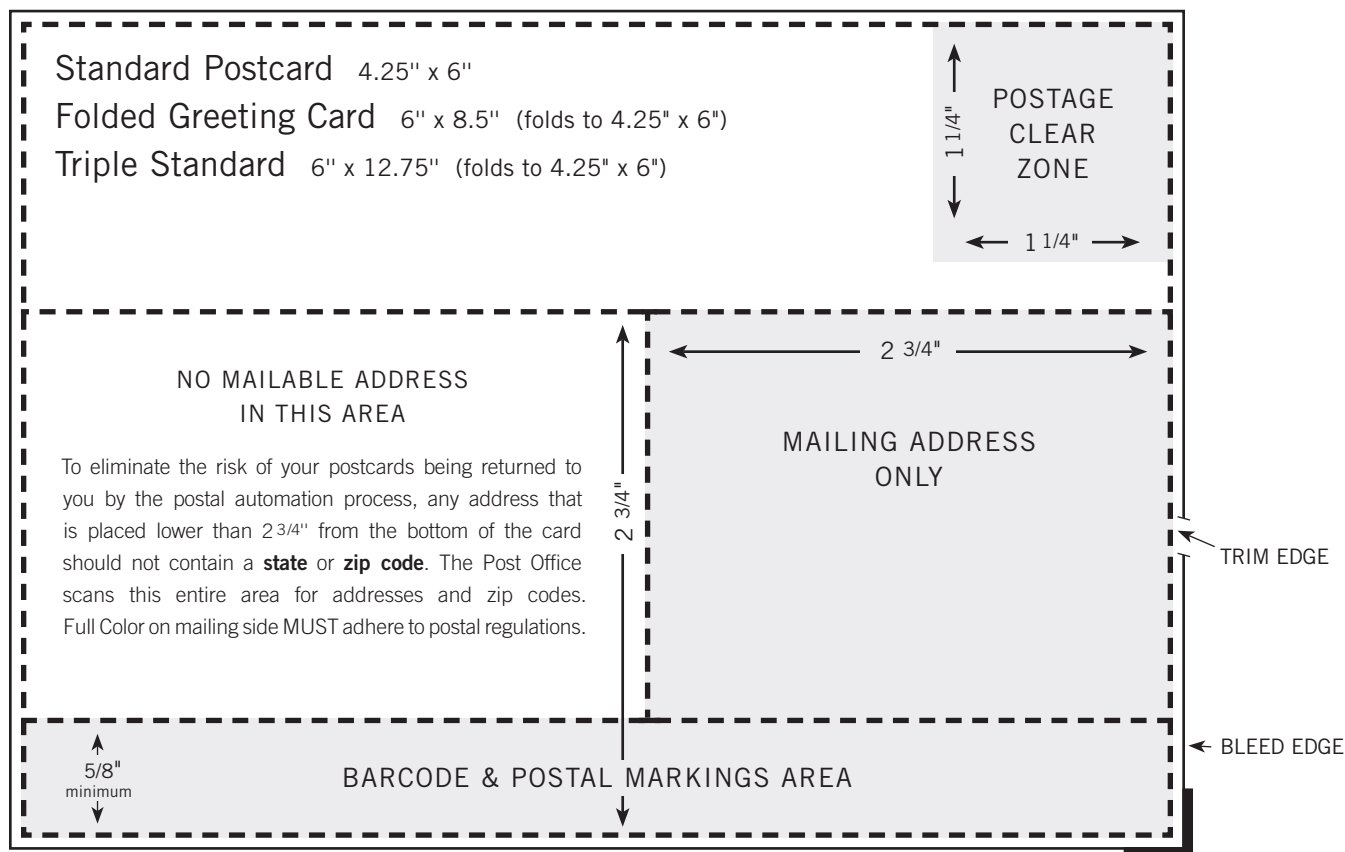 Standard Postcard 4.25" x 6"
Folded Greeting Card 6" x 8.5" (folds to 4.25" x 6")
Triple Standard 6" x 12.75" (folds to 4.25" x 6")
POSTAGE
CLEAR
ZONE
1 1/4"
1 1/4"
NO MAILABLE ADDRESS
IN THIS AREA
To eliminate the risk of your postcards being returned to
you by the postal automation process, any address that
is placed lower than 2 3/4" from the bottom of the card
should not contain a state or zip code. The Post Office
scans this entire area for addresses and zip codes.
Full Color on mailing side MUST adhere to postal regulations.
2 3/4"
2 3/4"
MAILING ADDRESS
ONLY
TRIM EDGE
BLEED EDGE
5/8"
minimum
BARCODE & POSTAL MARKINGS AREA